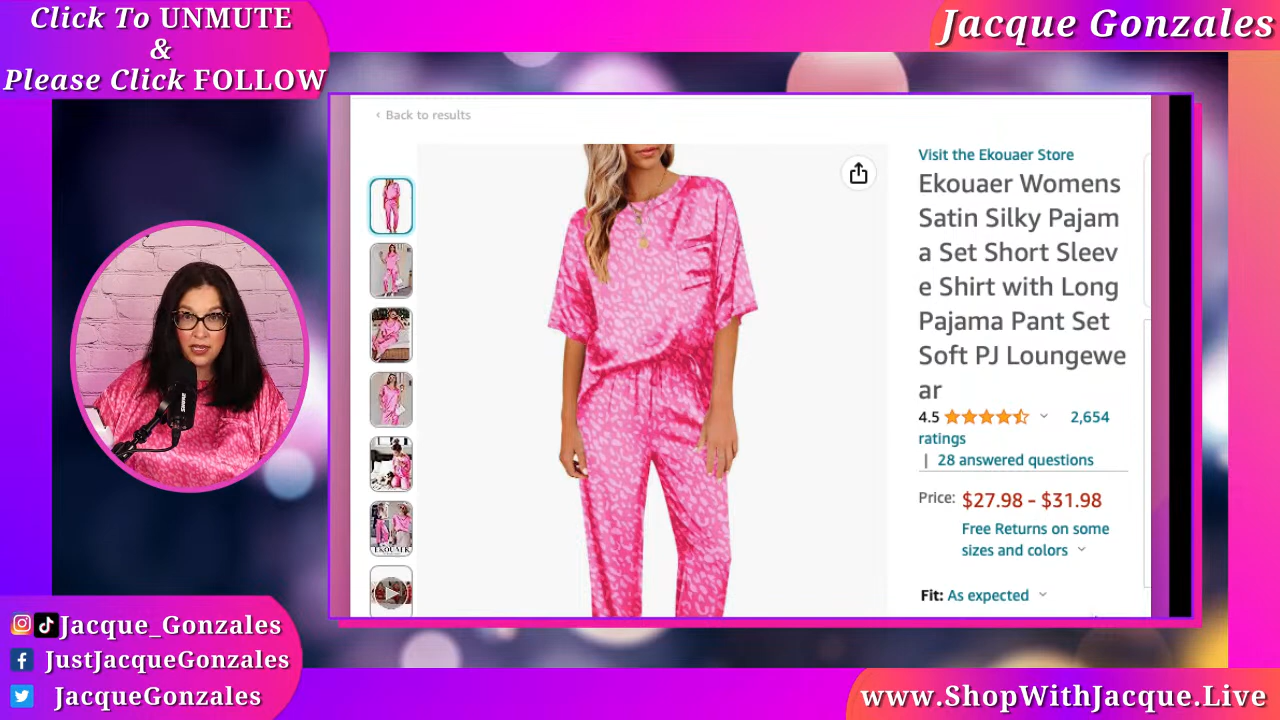 Click To UNMUTE
&
Please Click FOLLOW
Jacque Gonzales
‹ Back to results
Visit the Ekouaer Store
Ekouaer Womens
Satin Silky Pajam
a Set Short Sleev
e Shirt with Long
Pajama Pant Set
Soft PJ Loungewe
ar
4.5 2,654
ratings
| 28 answered questions
Price: $27.98 - $31.98
Free Returns on some
sizes and colors
Fit: As expected
EKOUAER
SHURE
Jacque_Gonzales
JustJacqueGonzales
JacqueGonzales
www.ShopWithJacque.Live